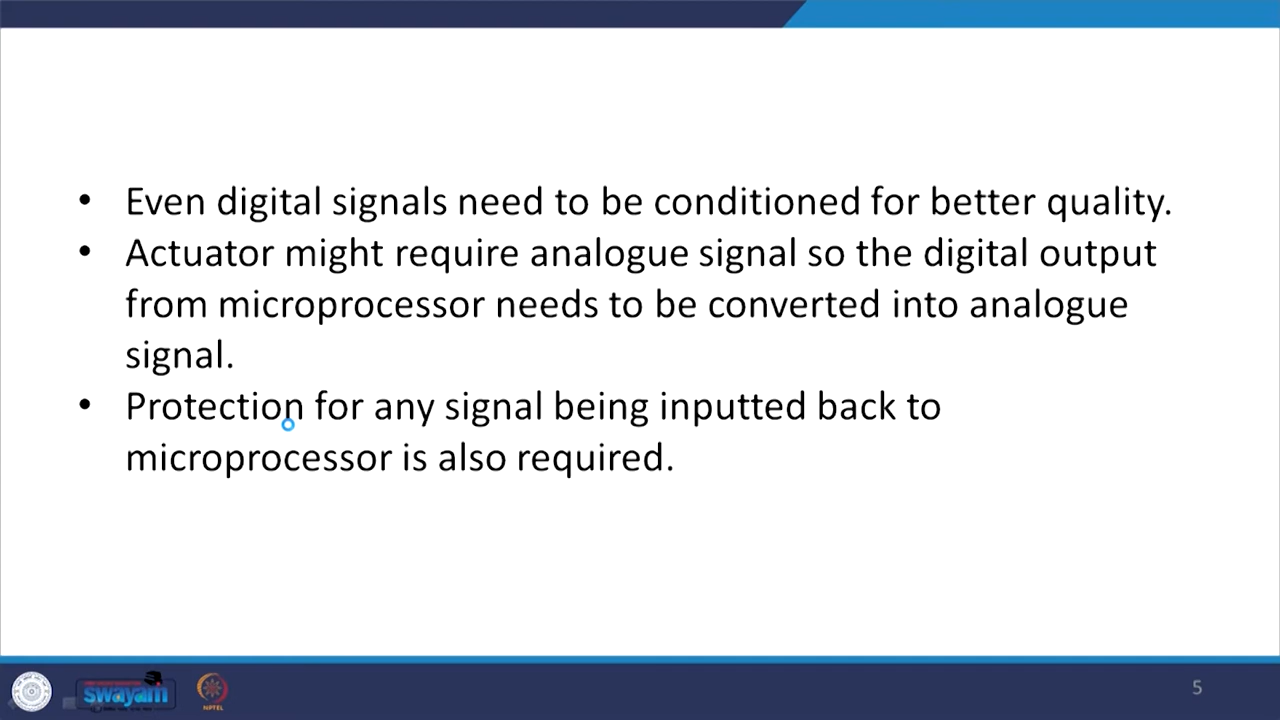 • Even digital signals need to be conditioned for better quality.
• Actuator might require analogue signal so the digital output
from microprocessor needs to be converted into analogue
signal.
• Protection for any signal being inputted back to
microprocessor is also required.
swayam
NPTEL
5